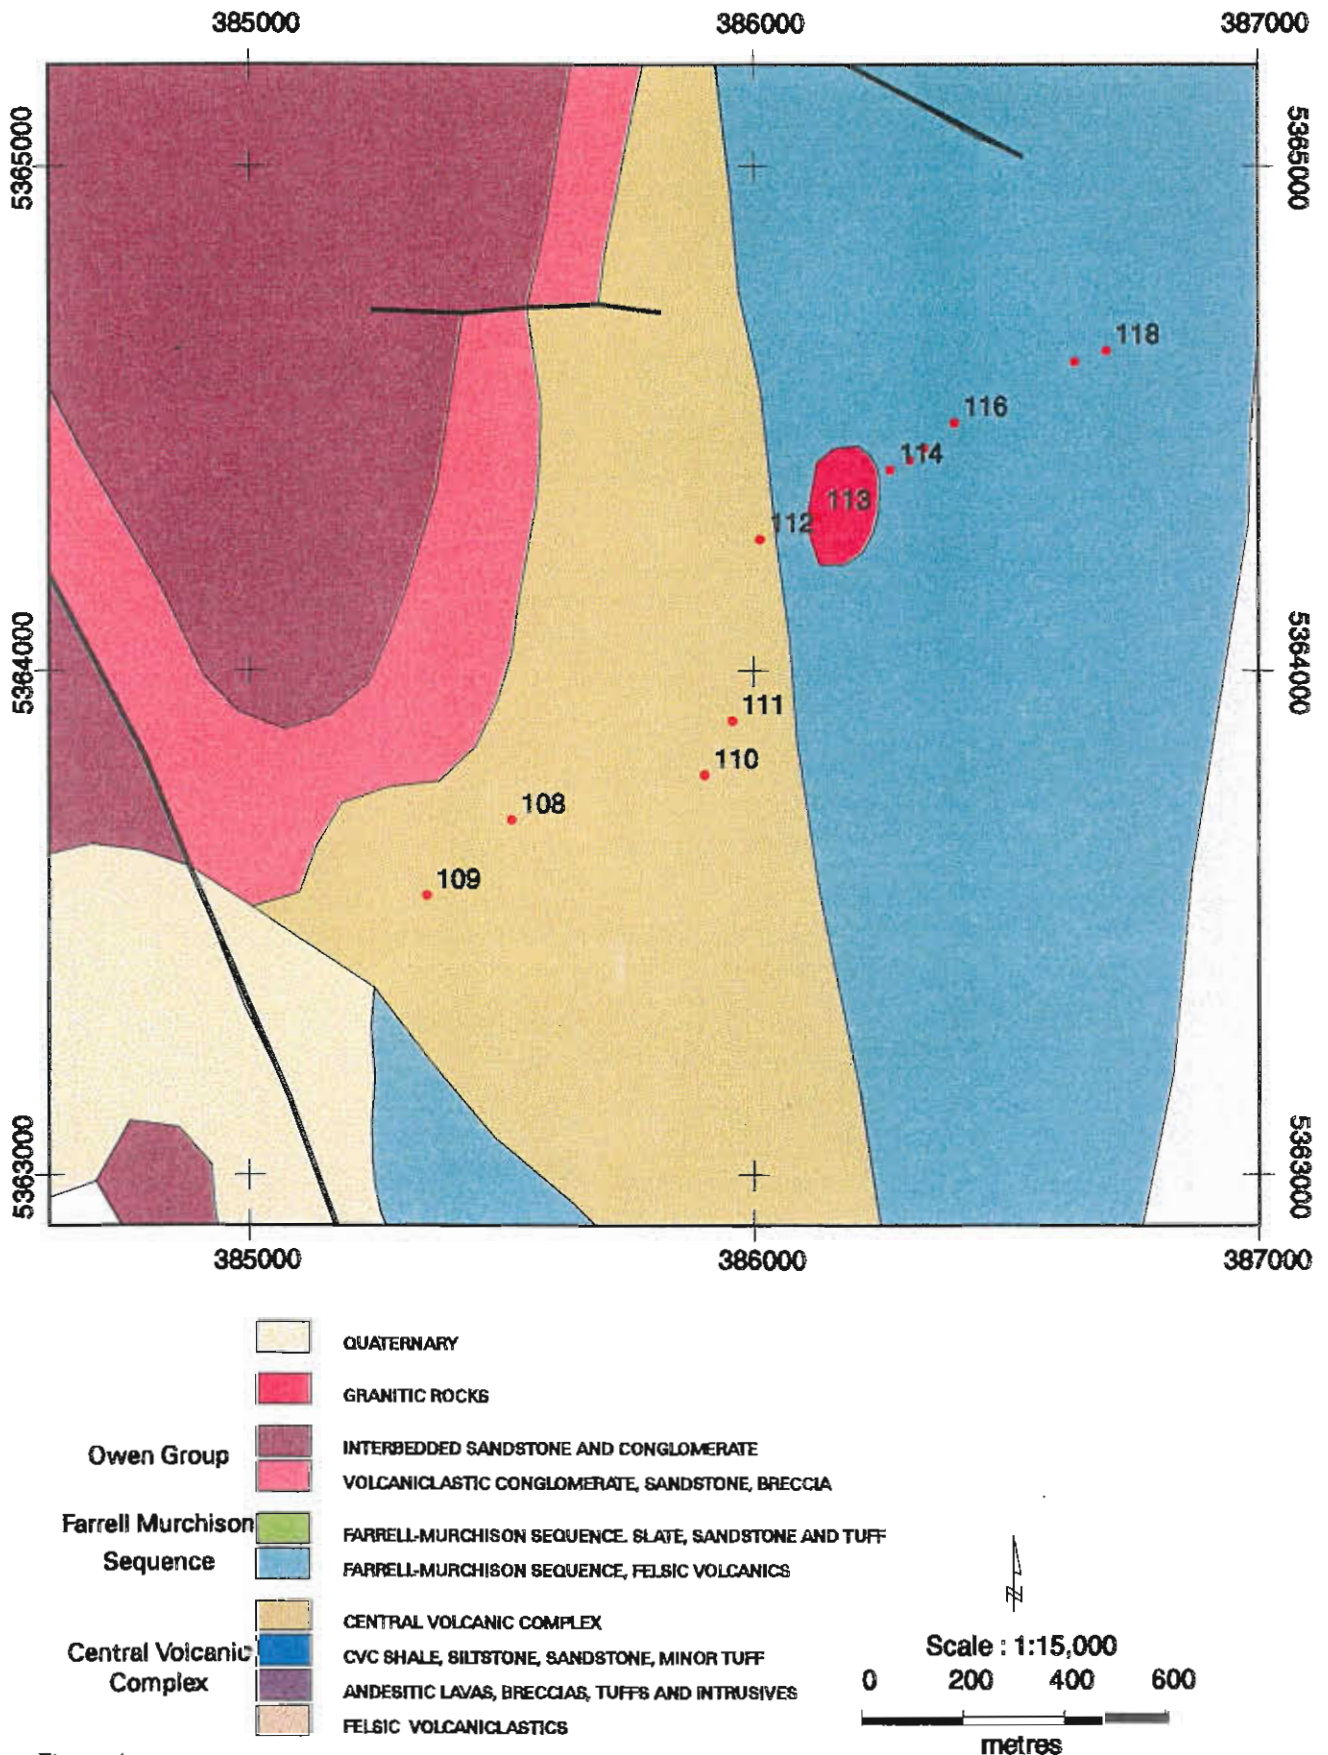 385000 386000 387000
5365000 5365000
118
116
114
113
112
5364000 5364000
111
110
108
109
5363000 5363000
385000 386000 387000
QUATERNARY
GRANITIC ROCKS
Owen Group
INTERBEDDED SANDSTONE AND CONGLOMERATE
VOLCANICLASTIC CONGLOMERATE, SANDSTONE, BRECCIA
Farrell Murchison
Sequence
FARRELL-MURCHISON SEQUENCE. SLATE, SANDSTONE AND TUFF
FARRELL-MURCHISON SEQUENCE, FELSIC VOLCANICS
Central Volcanic
Complex
CENTRAL VOLCANIC COMPLEX
CVC SHALE, SILTSTONE, SANDSTONE, MINOR TUFF
ANDESITIC LAVAS, BRECCIAS, TUFFS AND INTRUSIVES
FELSIC VOLCANICLASTICS
N
Scale : 1:15,000
0 200 400 600
metres